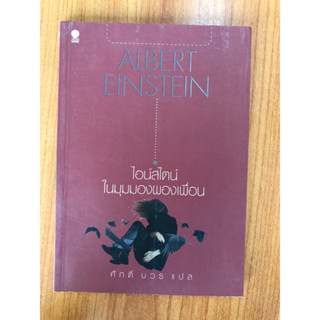 ALBERT
EINSTEIN
ไอน์สไตน์
ในมุมมองผองเพื่อน
ศักดิ์ บวร แปล